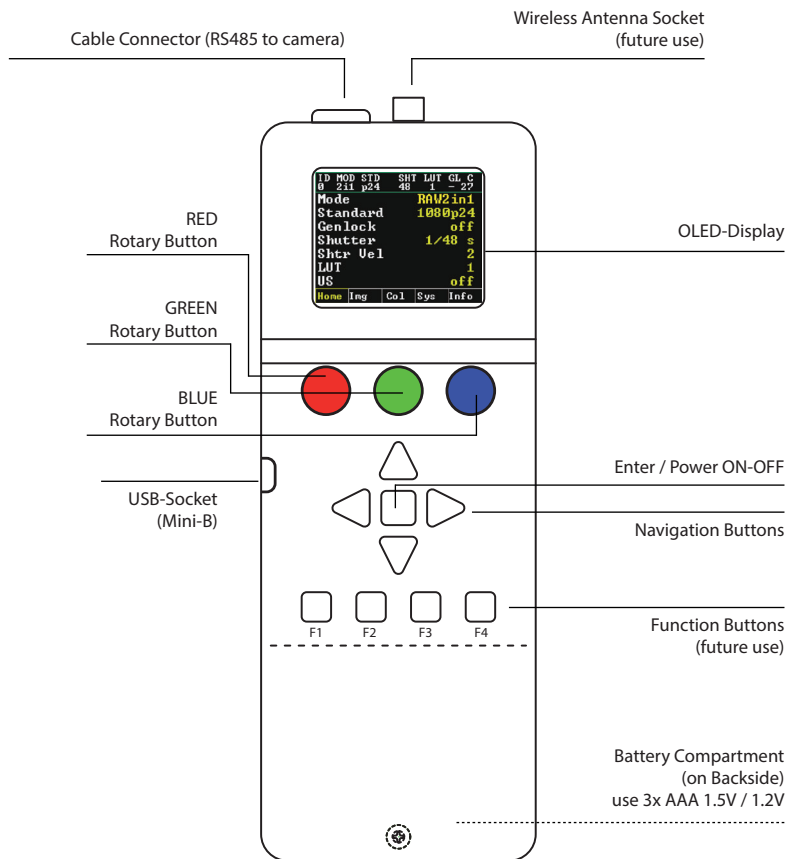 Wireless Antenna Socket
(future use)
Cable Connector (RS485 to camera)
ID MOD STD SHT LUT GL C
0 2i1 p24 48 1 - 27
Mode RAW2in1
Standard 1080p24
Genlock off
Shutter 1/48 s
Shtr Vel 2
LUT 1
US off
Home Img Col Sys Info
OLED-Display
RED
Rotary Button
GREEN
Rotary Button
BLUE
Rotary Button
Enter / Power ON-OFF
USB-Socket
(Mini-B)
Navigation Buttons
F1 F2 F3 F4
Function Buttons
(future use)
Battery Compartment
(on Backside)
use 3x AAA 1.5V / 1.2V